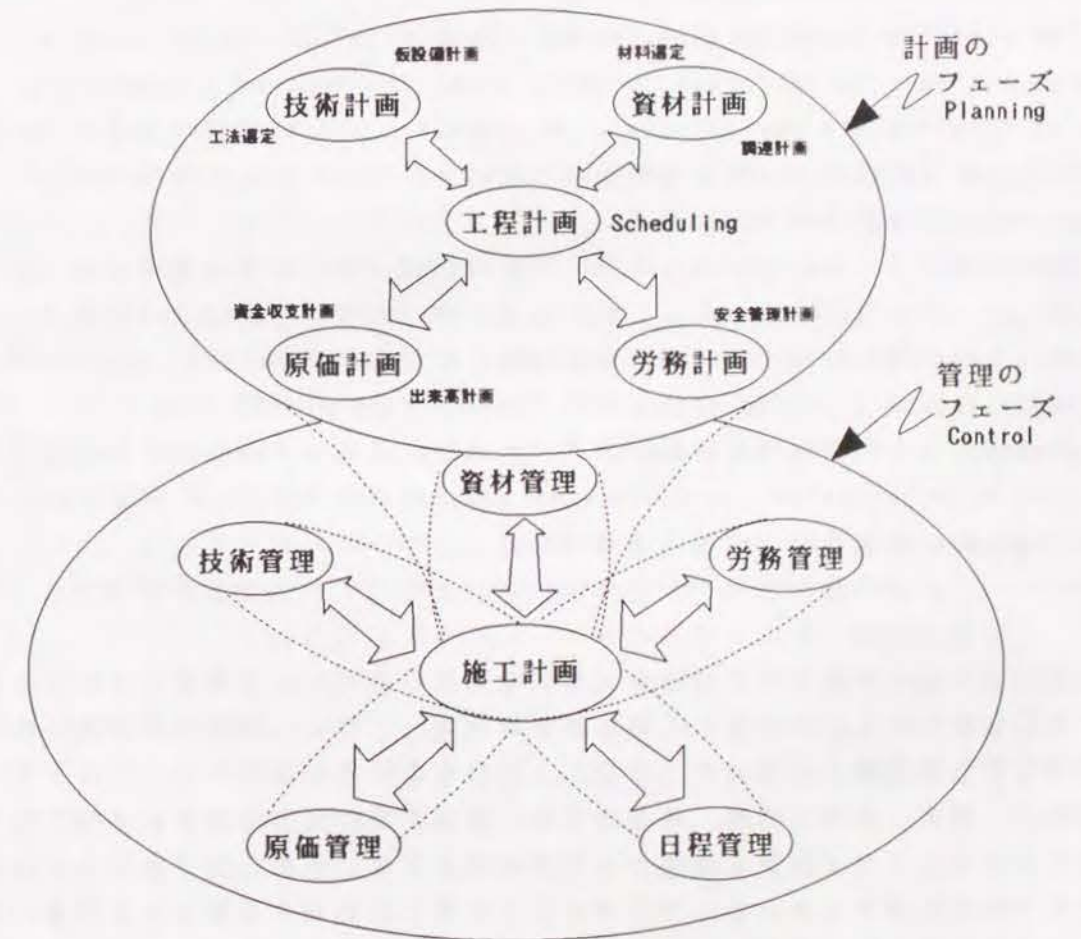 仮設備計画
材料選定
計画の
フェーズ
Planning
技術計画
資材計画
工法選定
調達計画
工程計画
Scheduling
資金収支計画
安全管理計画
原価計画
労務計画
出来高計画
管理の
フェーズ
Control
資材管理
技術管理
労務管理
施工計画
原価管理
日程管理